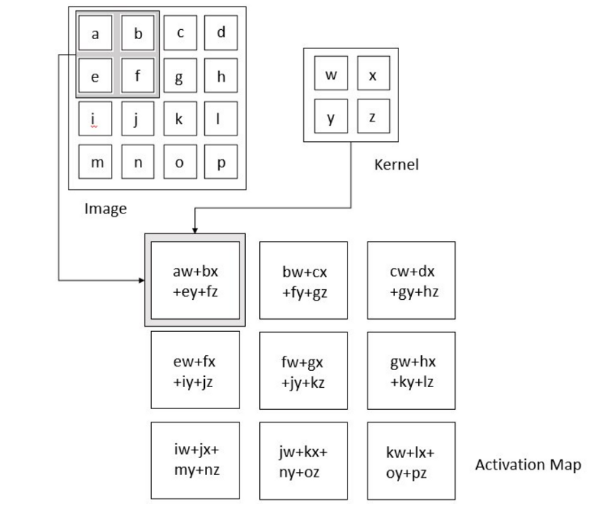 a b c d
e f g h
i j k l
m n o p
Image
w x
y z
Kernel
aw+bx
+ey+fz
bw+cx
+fy+gz
cw+dx
+gy+hz
ew+fx
+iy+jz
fw+gx
+jy+kz
gw+hx
+ky+lz
iw+jx+
my+nz
jw+kx+
ny+oz
kw+lx+
oy+pz
Activation Map